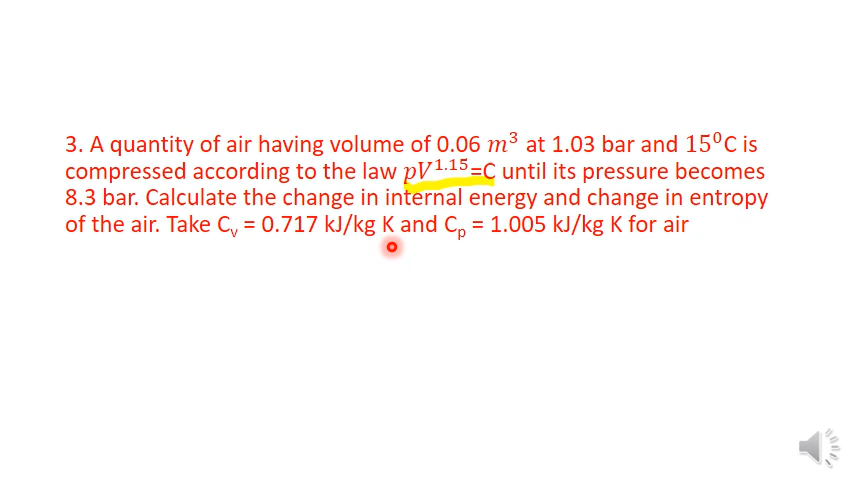 3. A quantity of air having volume of 0.06 m³ at 1.03 bar and 15⁰C is
compressed according to the law pV¹·¹⁵=C until its pressure becomes
8.3 bar. Calculate the change in internal energy and change in entropy
of the air. Take Cᵥ = 0.717 kJ/kg K and Cₚ = 1.005 kJ/kg K for air